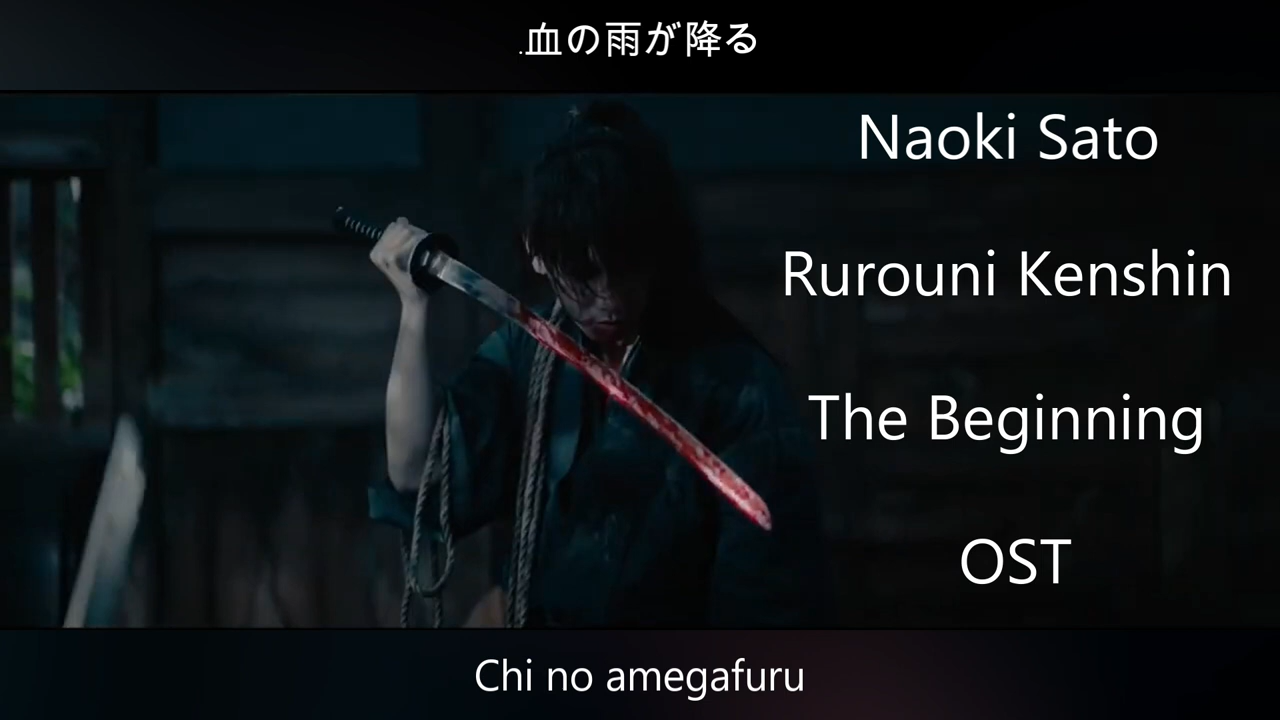 .血の雨が降る
Naoki Sato
Rurouni Kenshin
The Beginning
OST
Chi no amegafuru